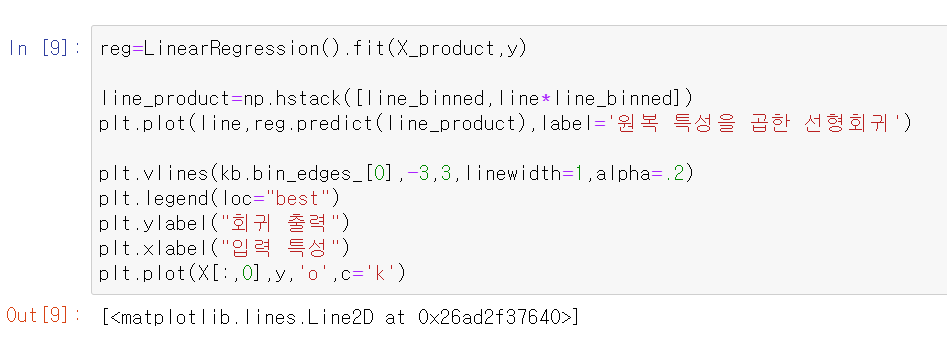 In [9]: reg=LinearRegression().fit(X_product,y)
line_product=np.hstack([line_binned,line*line_binned])
plt.plot(line,reg.predict(line_product),label='원복 특성을 곱한 선형회귀')
plt.vlines(kb.bin_edges_[0],-3,3,linewidth=1,alpha=.2)
plt.legend(loc="best")
plt.ylabel("회귀 출력")
plt.xlabel("입력 특성")
plt.plot(X[:,0],y,'o',c='k')
Out[9]: [<matplotlib.lines.Line2D at 0x26ad2f37640>]